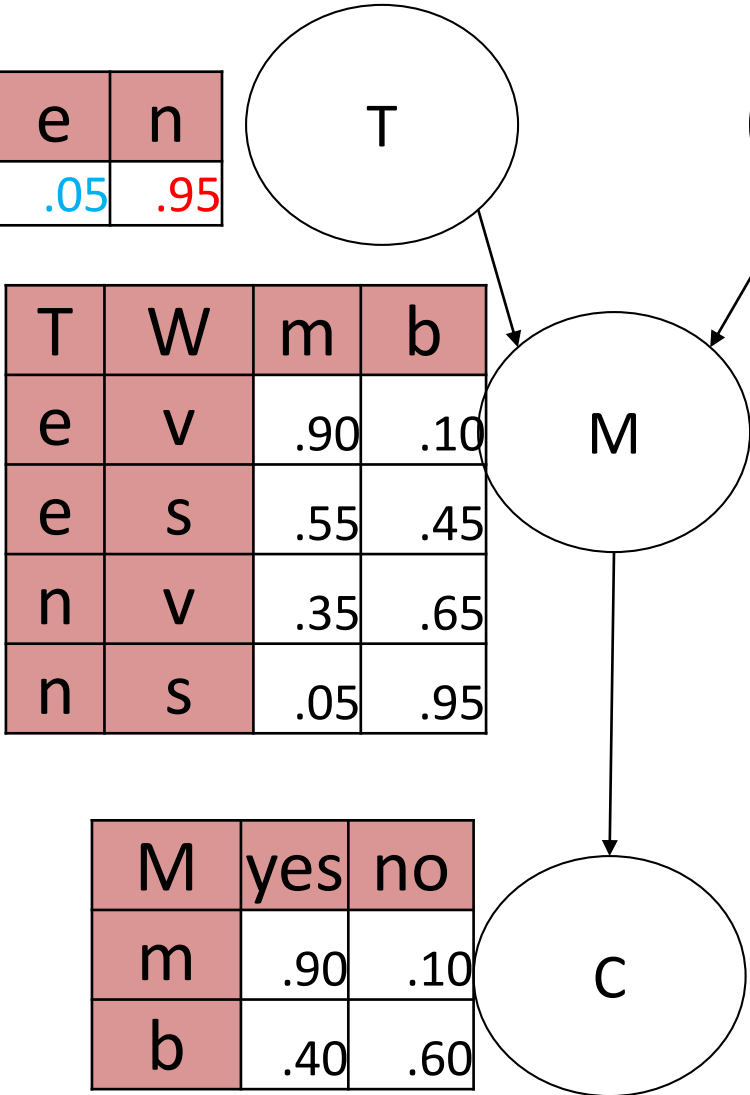 T
e n
.05 .95
T W m b
e v .90 .10
e s .55 .45
n v .35 .65
n s .05 .95
M
M yes no
m .90 .10
b .40 .60
C